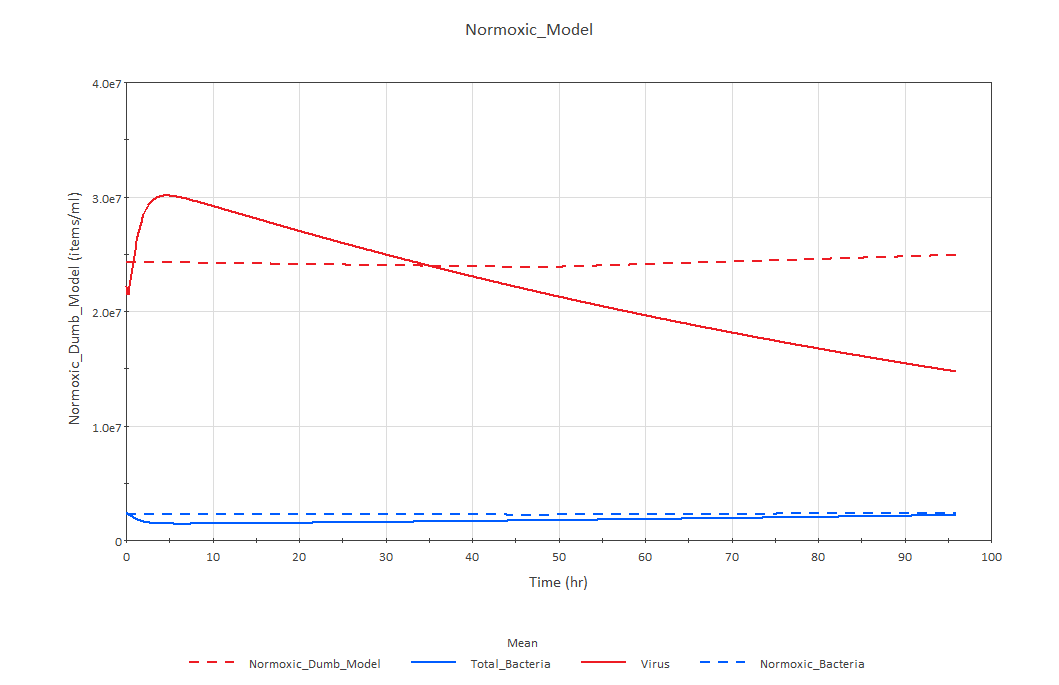 Normoxic_Model
4.0e7
3.0e7
2.0e7
1.0e7
0
Normoxic_Dumb_Model (items/ml)
0 10 20 30 40 50 60 70 80 90 100
Time (hr)
Mean
Normoxic_Dumb_Model Total_Bacteria Virus Normoxic_Bacteria